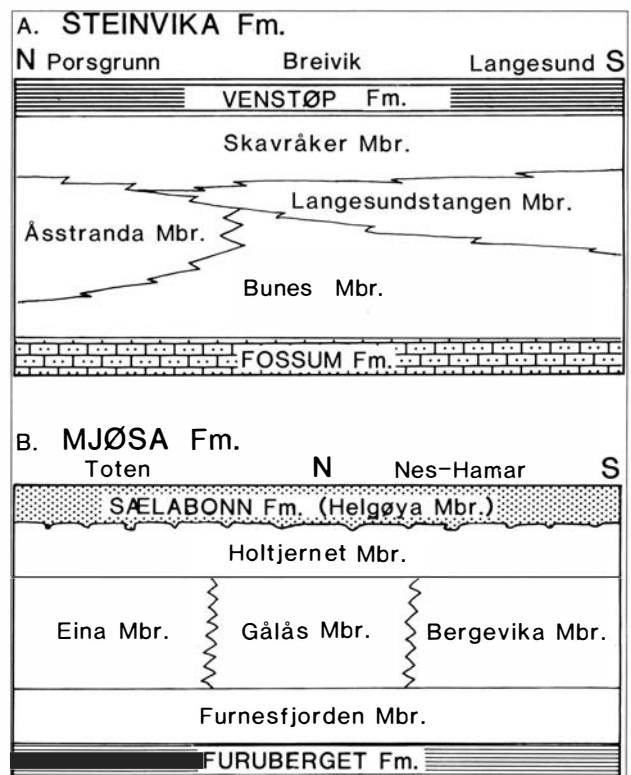 A. STEINVIKA Fm.
N Porsgrunn Breivik Langesund S
VENSTØP Fm.
Skavråker Mbr.
Langesundstangen Mbr.
Åsstranda Mbr.
Bunes Mbr.
FOSSUM Fm.
B. MJØSA Fm.
Toten N Nes-Hamar S
SÆLABONN Fm. (Helgøya Mbr.)
Holtjernet Mbr.
Eina Mbr. Gålås Mbr. Bergevika Mbr.
Furnesfjorden Mbr.
FURUBERGET Fm.